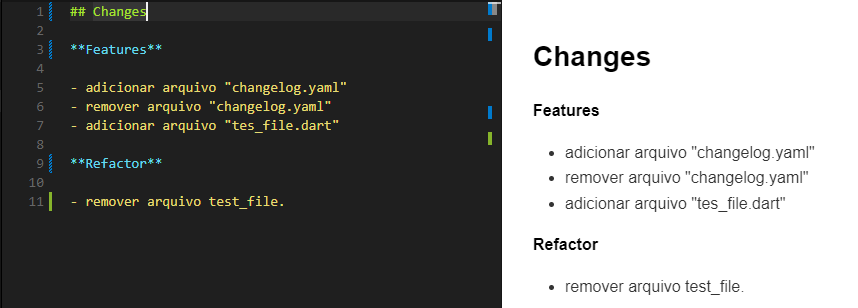 1 ## Changes
2
3 **Features**
4
5 - adicionar arquivo "changelog.yaml"
6 - remover arquivo "changelog.yaml"
7 - adicionar arquivo "tes_file.dart"
8
9 **Refactor**
10
11 - remover arquivo test_file.
Changes
Features
• adicionar arquivo "changelog.yaml"
• remover arquivo "changelog.yaml"
• adicionar arquivo "tes_file.dart"
Refactor
• remover arquivo test_file.